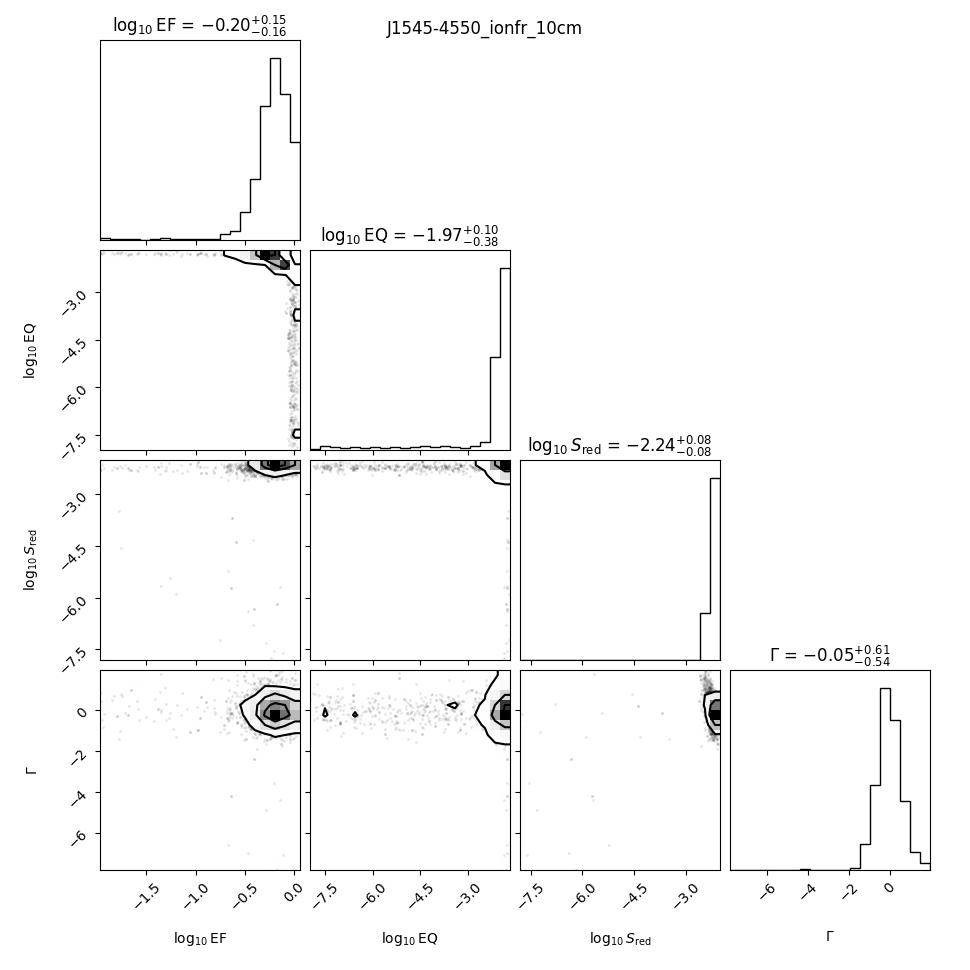 log₁₀ EF = −0.20⁺⁰·¹⁵₋₀.₁₆
J1545-4550_ionfr_10cm
log₁₀ EQ = −1.97⁺⁰·¹⁰₋₀.₃₈
−3.0
−4.5
−6.0
−7.5
log₁₀ EQ
log₁₀ S_red = −2.24⁺⁰·⁰⁸₋₀.₀₈
−3.0
−4.5
−6.0
−7.5
log₁₀ S_red
Γ = −0.05⁺⁰·⁶¹₋₀.₅₄
0
−2
−4
−6
Γ
−1.5 −1.0 −0.5 0.0 −7.5 −6.0 −4.5 −3.0 −7.5 −6.0 −4.5 −3.0 −6 −4 −2 0
log₁₀ EF log₁₀ EQ log₁₀ S_red Γ